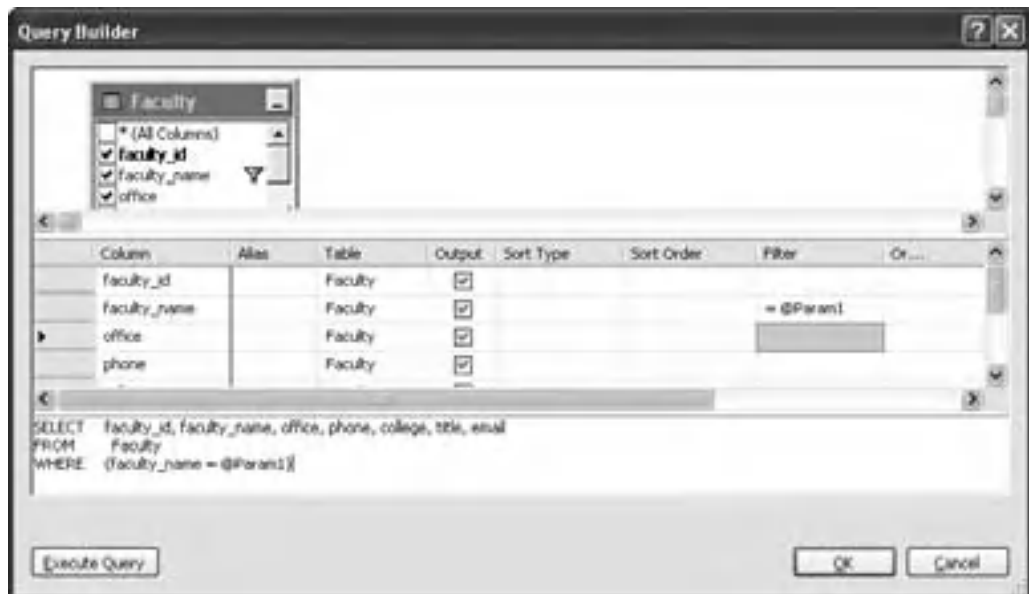 Query Builder
Faculty
* (All Columns)
faculty_id
faculty_name
office
Column Alias Table Output Sort Type Sort Order Filter Or....
faculty_id Faculty
faculty_name Faculty = @Param1
office Faculty
phone Faculty
SELECT faculty_id, faculty_name, office, phone, college, title, email
FROM Faculty
WHERE (faculty_name = @Param1)
Execute Query OK Cancel